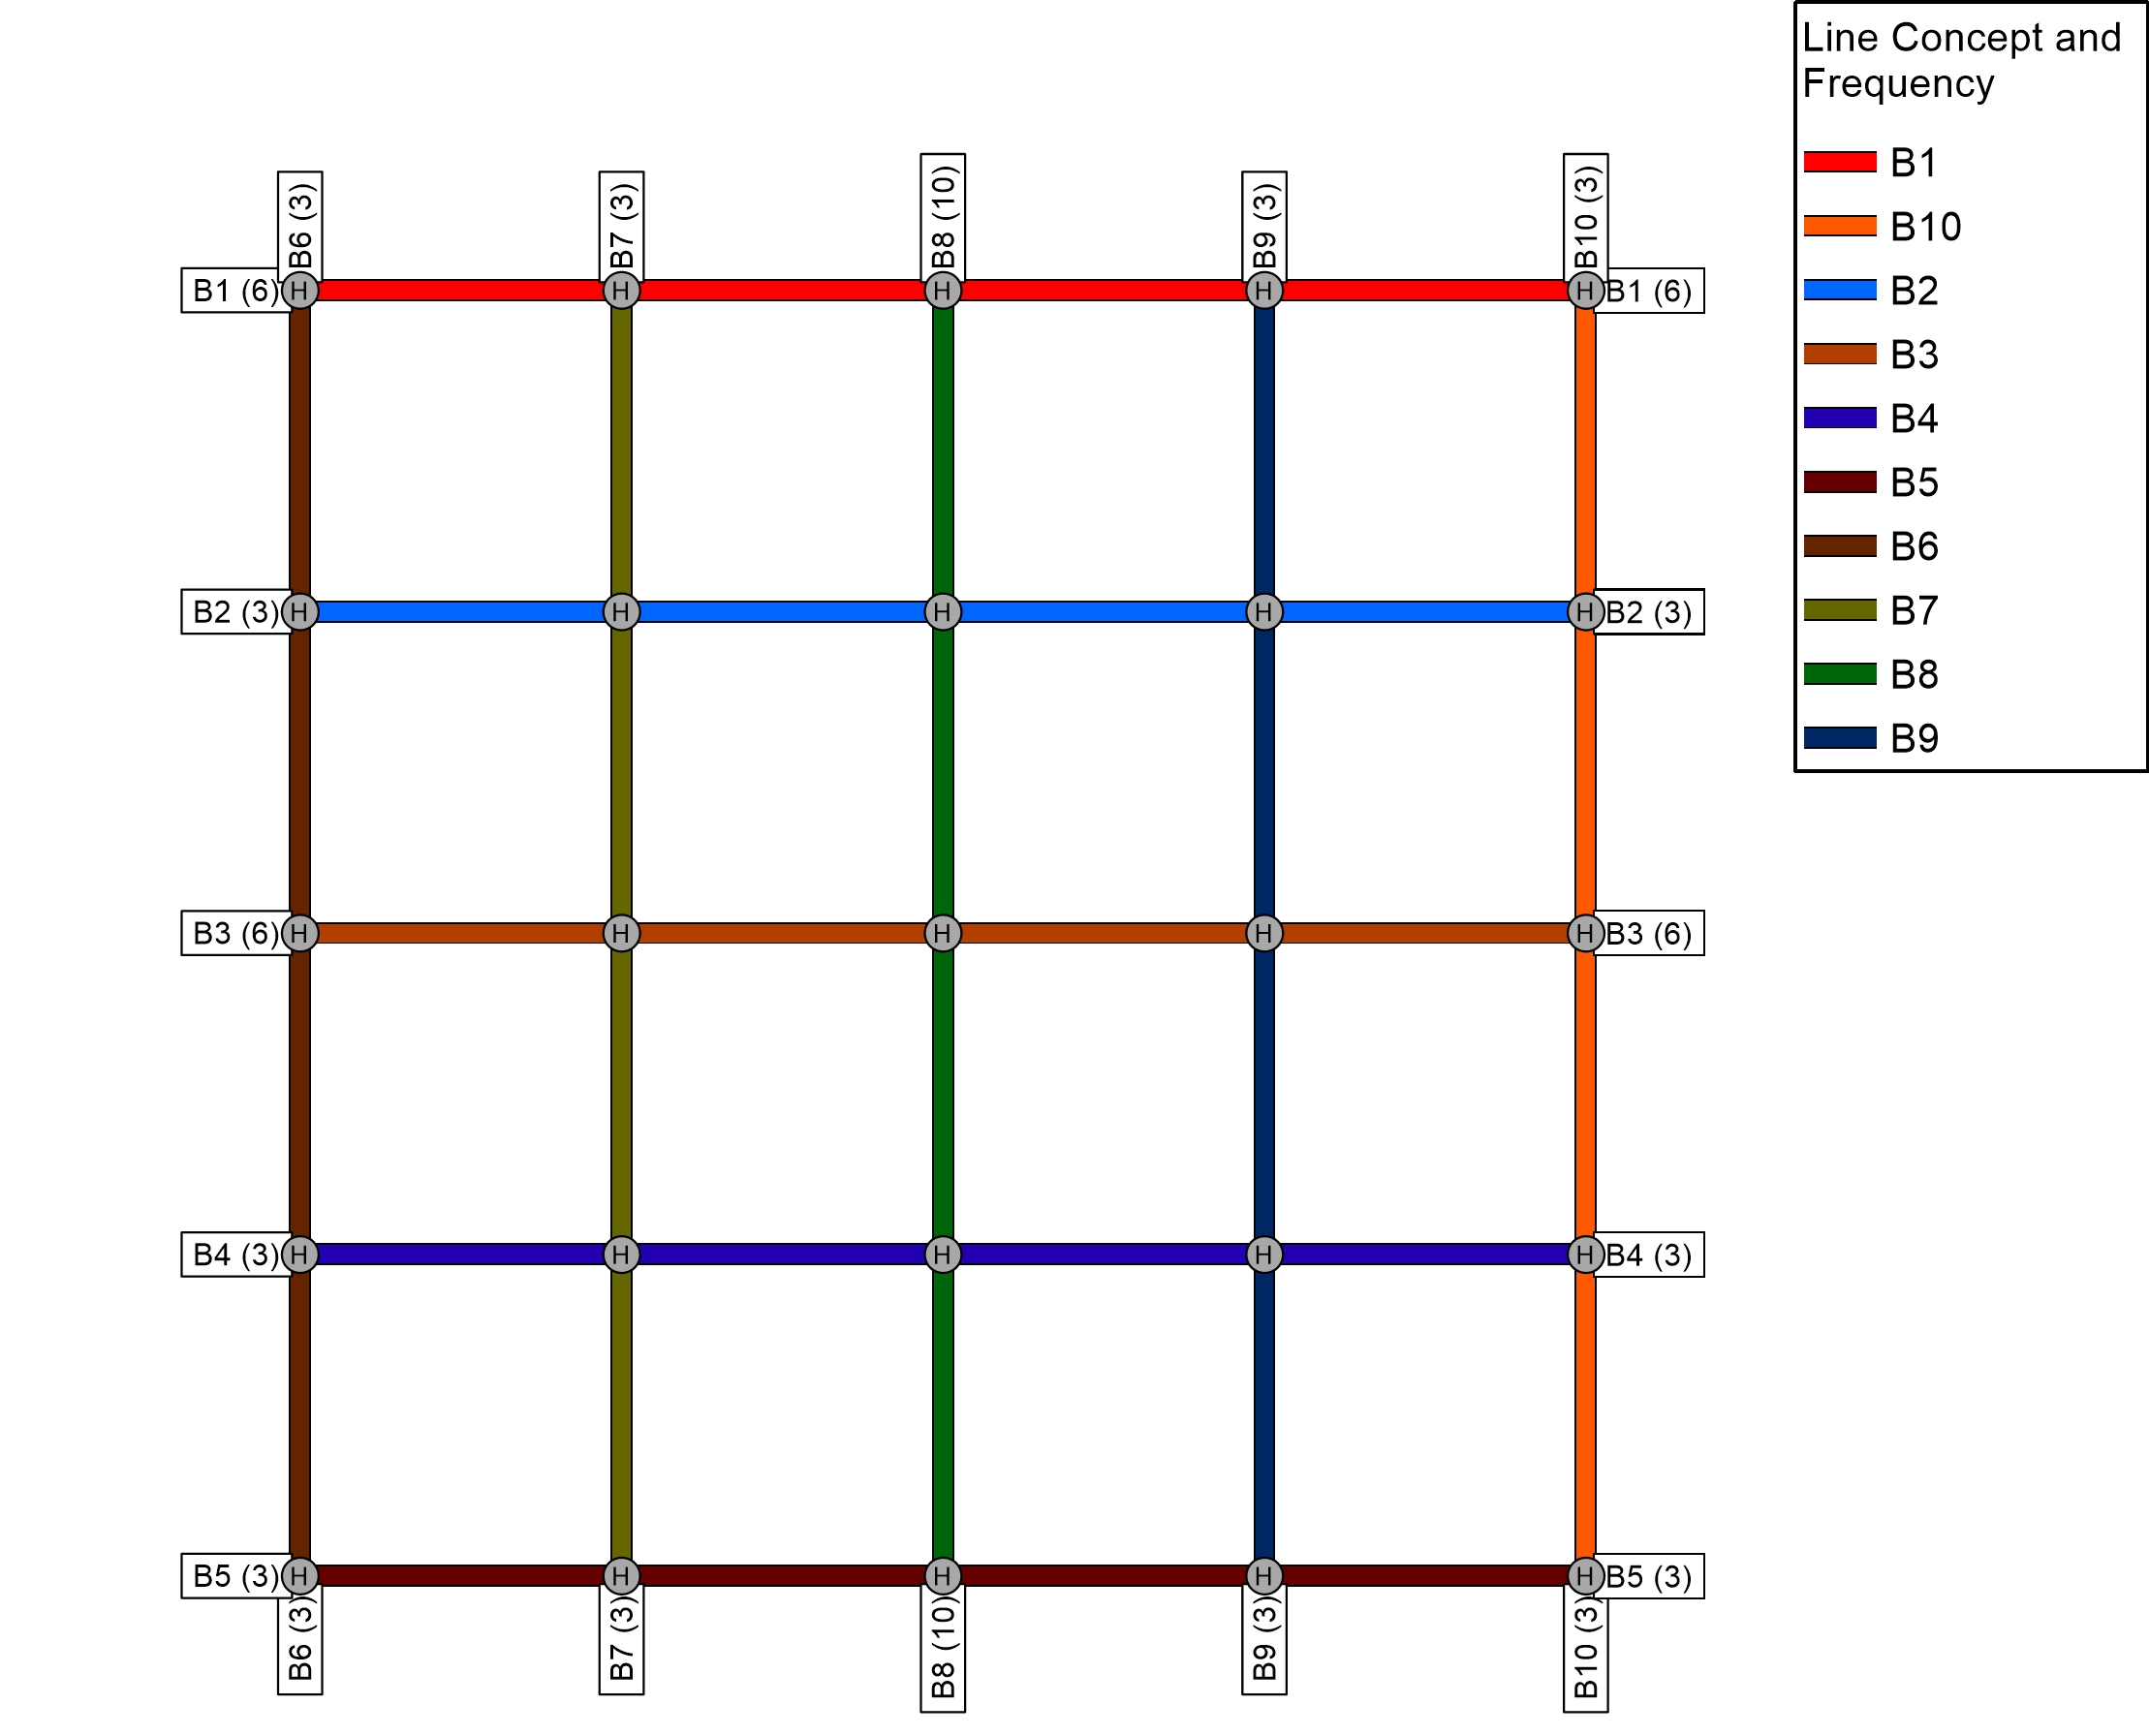 Line Concept and
Frequency
B1
B10
B2
B3
B4
B5
B6
B7
B8
B9
B6 (3)
B7 (3)
B8 (10)
B9 (3)
B10 (3)
B1 (6) H H H H H B1 (6)
B2 (3) H H H H H B2 (3)
B3 (6) H H H H H B3 (6)
B4 (3) H H H H H B4 (3)
B5 (3) H H H H H B5 (3)
B6 (3)
B7 (3)
B8 (10)
B9 (3)
B10 (3)